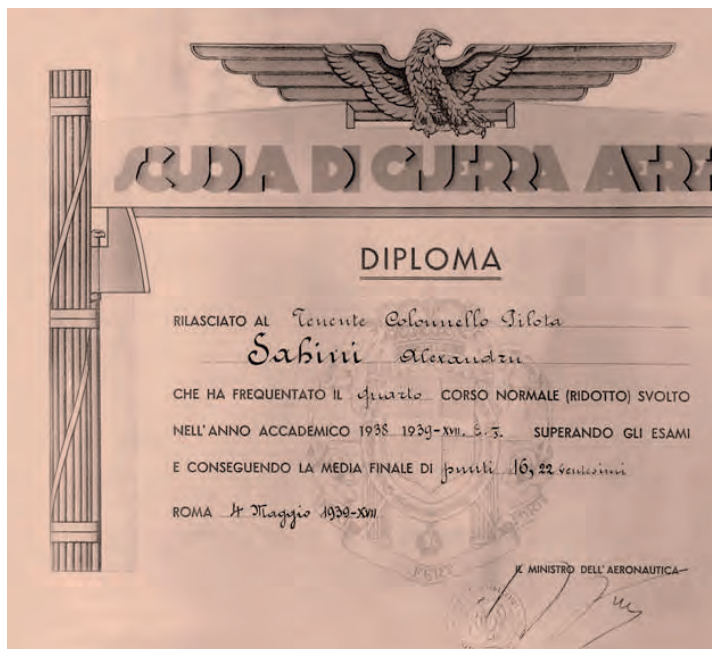 SCUOLA DI GUERRA AEREA
DIPLOMA
RILASCIATO AL Tenente Colonnello Pilota
Sahini Alexandru
CHE HA FREQUENTATO IL quarto CORSO NORMALE (RIDOTTO) SVOLTO
NELL'ANNO ACCADEMICO 1938 1939-XVII. E.F. SUPERANDO GLI ESAMI
E CONSEGUENDO LA MEDIA FINALE DI punti 16,22 ventesimi
ROMA 4 Maggio 1939-XVII
IL MINISTRO DELL'AERONAUTICA